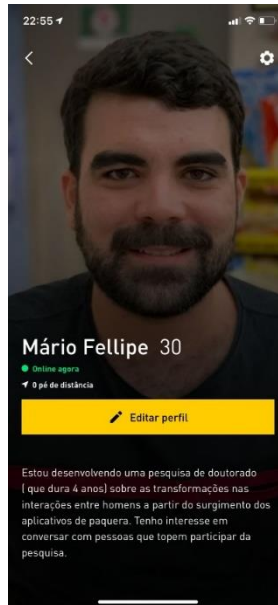 22:55
Mário Fellipe 30
Online agora
0 pé de distância
Editar perfil
Estou desenvolvendo uma pesquisa de doutorado
( que dura 4 anos) sobre as transformações nas
interações entre homens a partir do surgimento dos
aplicativos de paquera. Tenho interesse em
conversar com pessoas que topem participar da
pesquisa.